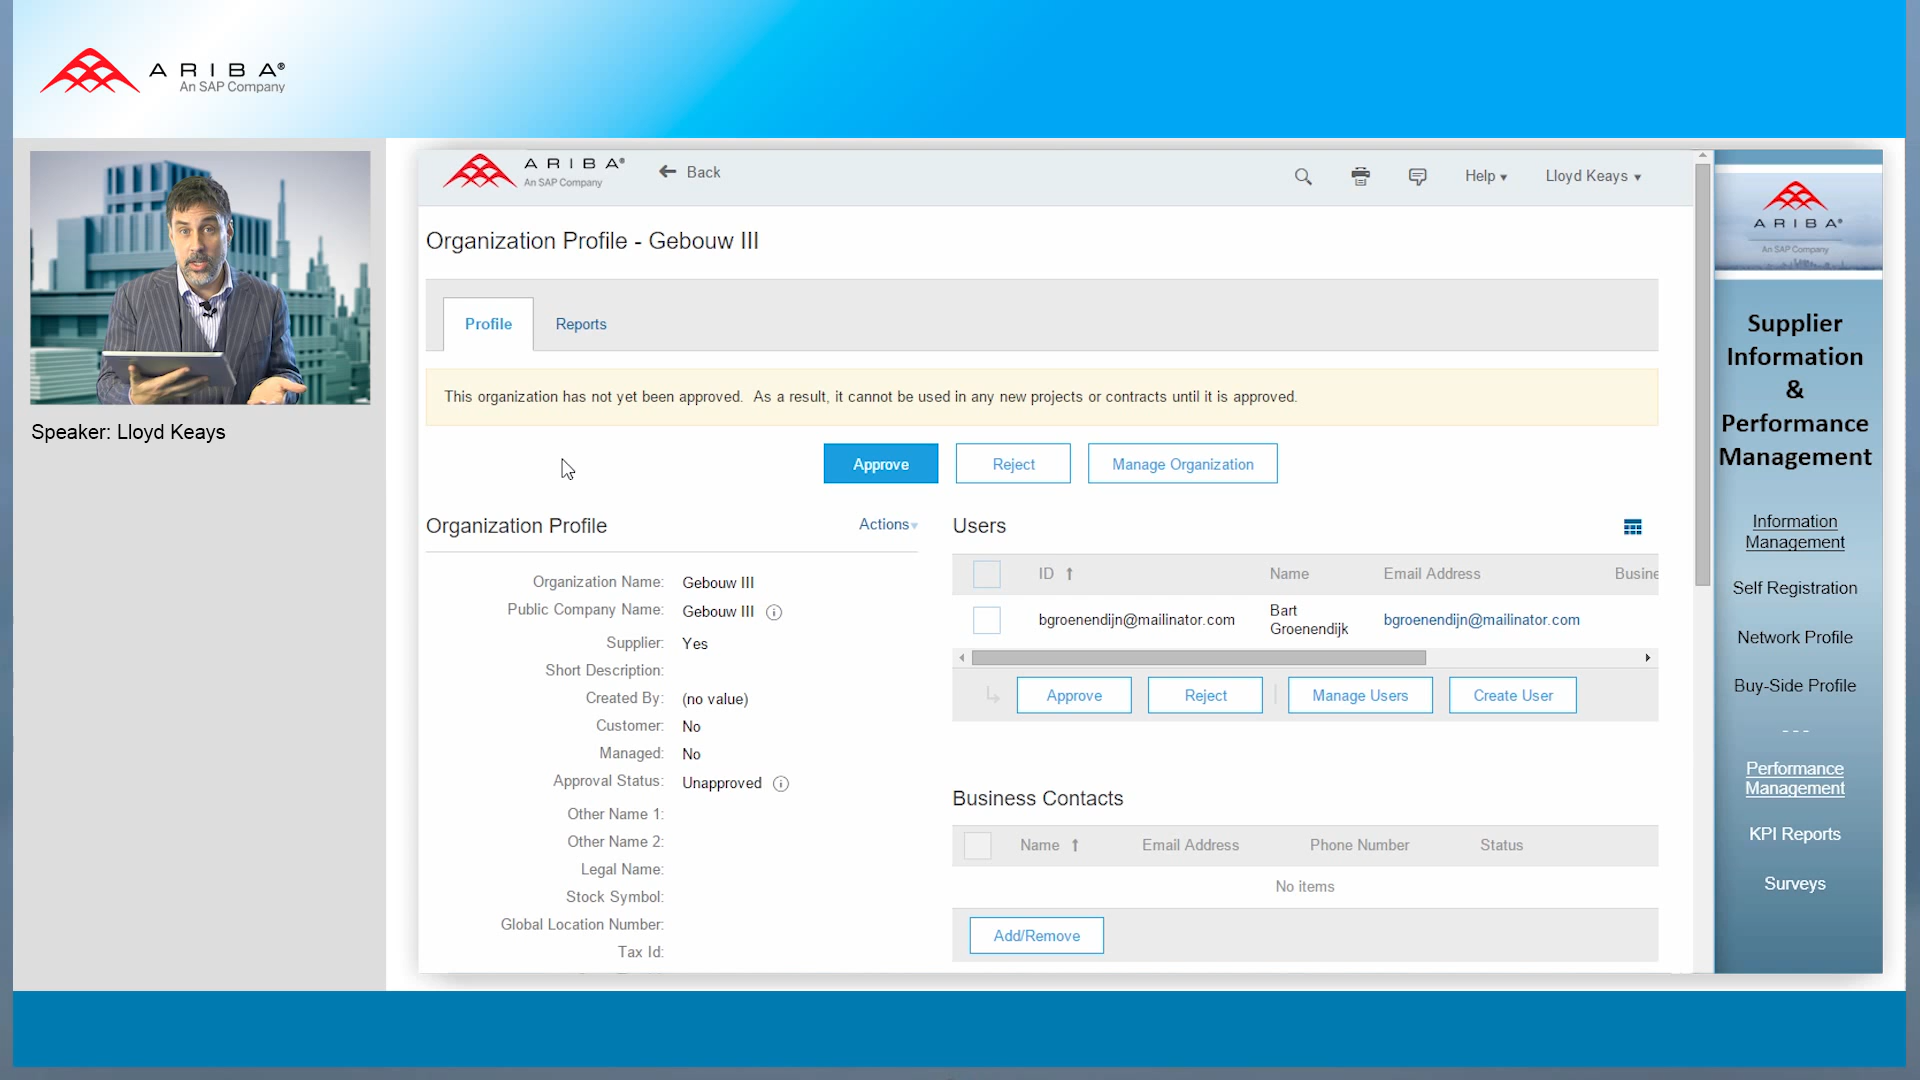 ARIBA®
An SAP Company
Speaker: Lloyd Keays
ARIBA®
An SAP Company
Back
Help
Lloyd Keays
Organization Profile - Gebouw III
Profile
Reports
This organization has not yet been approved. As a result, it cannot be used in any new projects or contracts until it is approved.
Approve
Reject
Manage Organization
Organization Profile
Actions
Organization Name: Gebouw III
Public Company Name: Gebouw III
Supplier: Yes
Short Description:
Created By: (no value)
Customer: No
Managed: No
Approval Status: Unapproved
Other Name 1:
Other Name 2:
Legal Name:
Stock Symbol:
Global Location Number:
Tax Id:
Users
ID ↑ Name Email Address Busine
bgroenendijn@mailinator.com Bart Groenendijk bgroenendijn@mailinator.com
Approve
Reject
Manage Users
Create User
Business Contacts
Name ↑ Email Address Phone Number Status
No items
Add/Remove
ARIBA®
An SAP Company
Supplier
Information
&
Performance
Management
Information
Management
Self Registration
Network Profile
Buy-Side Profile
- - -
Performance
Management
KPI Reports
Surveys